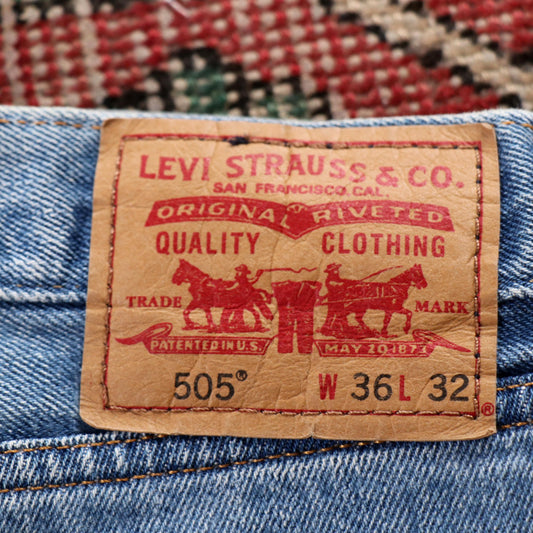 LEVI STRAUSS & CO.
SAN FRANCISCO, CAL.
ORIGINAL RIVETED
QUALITY CLOTHING
TRADE MARK
PATENTED IN U.S. MAY 20 1873
505® W 36 L 32 ®